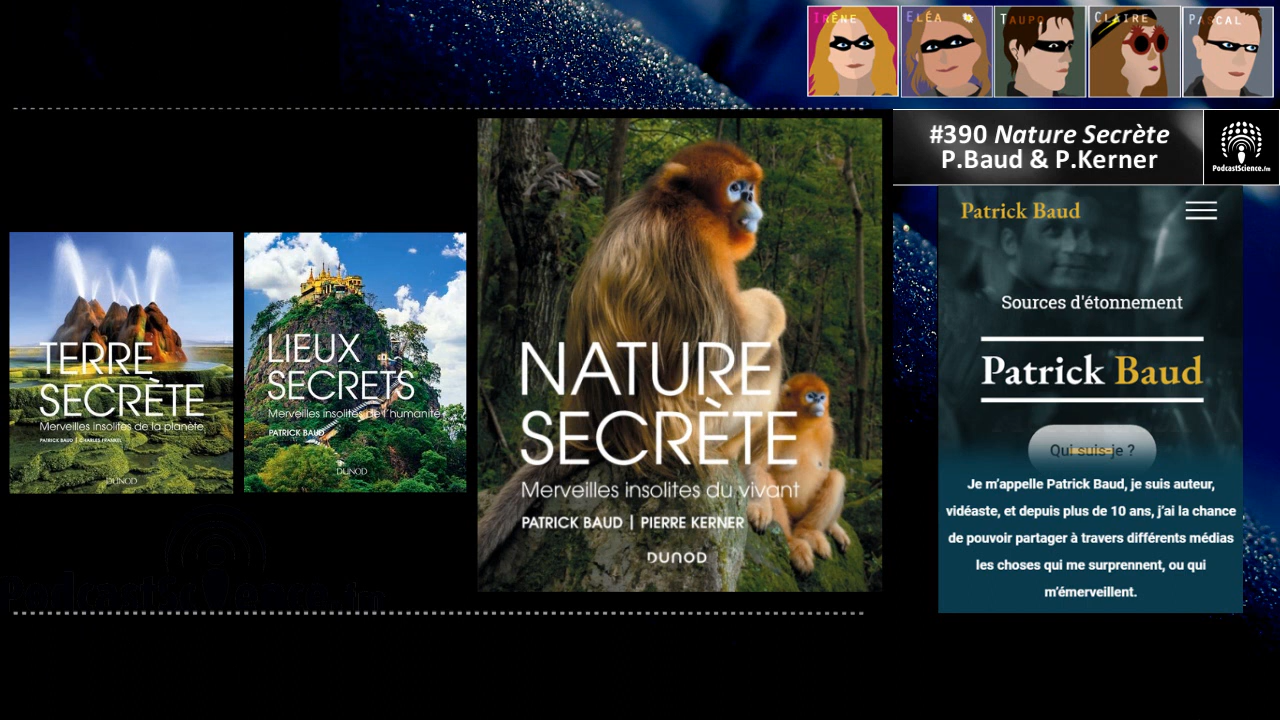 IRÈNE
ELÉA
TAUPO
CLAIRE
PASCAL
#390 Nature Secrète
P.Baud & P.Kerner
PodcastScience.fm
TERRE
SECRÈTE
Merveilles insolites de la planète
PATRICK BAUD | CHARLES FRANKEL
DUNOD
LIEUX
SECRETS
Merveilles insolites de l'humanité
PATRICK BAUD
DUNOD
NATURE
SECRÈTE
Merveilles insolites du vivant
PATRICK BAUD | PIERRE KERNER
DUNOD
Patrick Baud
Sources d'étonnement
Patrick Baud
Qui suis-je ?
Je m'appelle Patrick Baud, je suis auteur,
vidéaste, et depuis plus de 10 ans, j'ai la chance
de pouvoir partager à travers différents médias
les choses qui me surprennent, ou qui
m'émerveillent.
PodcastScience.fm